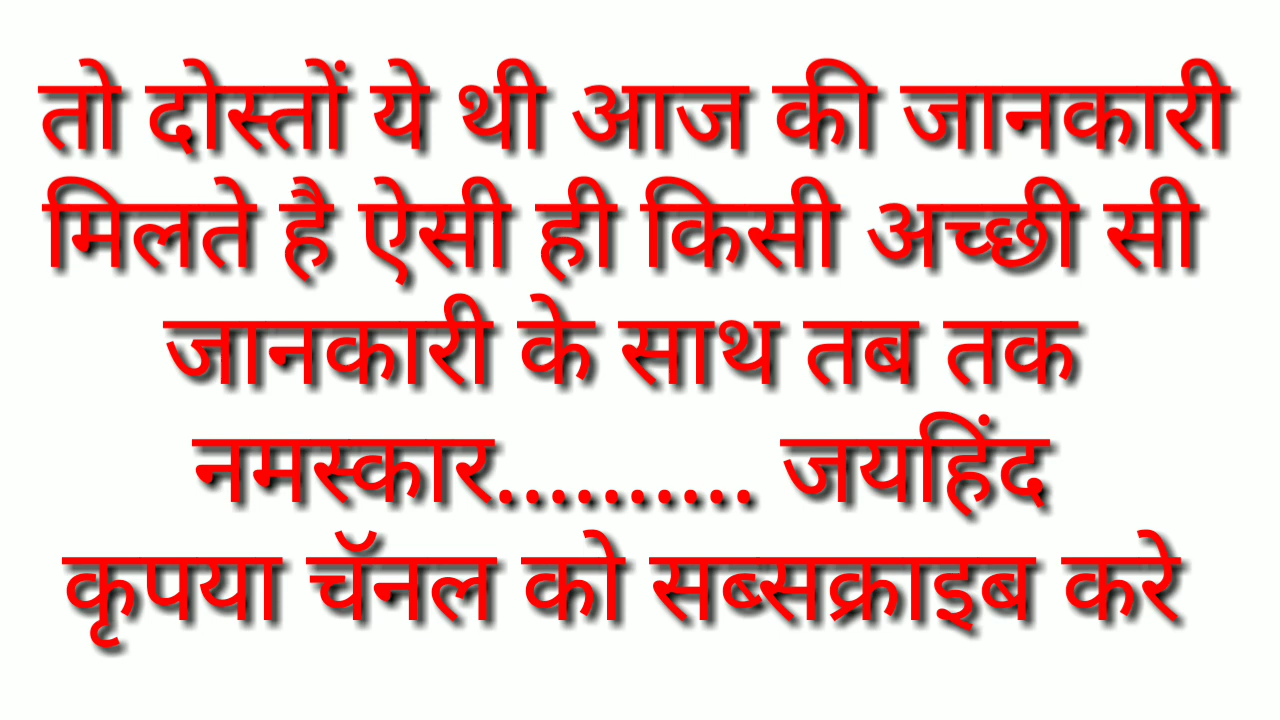 तो दोस्तों ये थी आज की जानकारी
मिलते है ऐसी ही किसी अच्छी सी
जानकारी के साथ तब तक
नमस्कार.......... जयहिंद
कृपया चॅनल को सब्सक्राइब करे